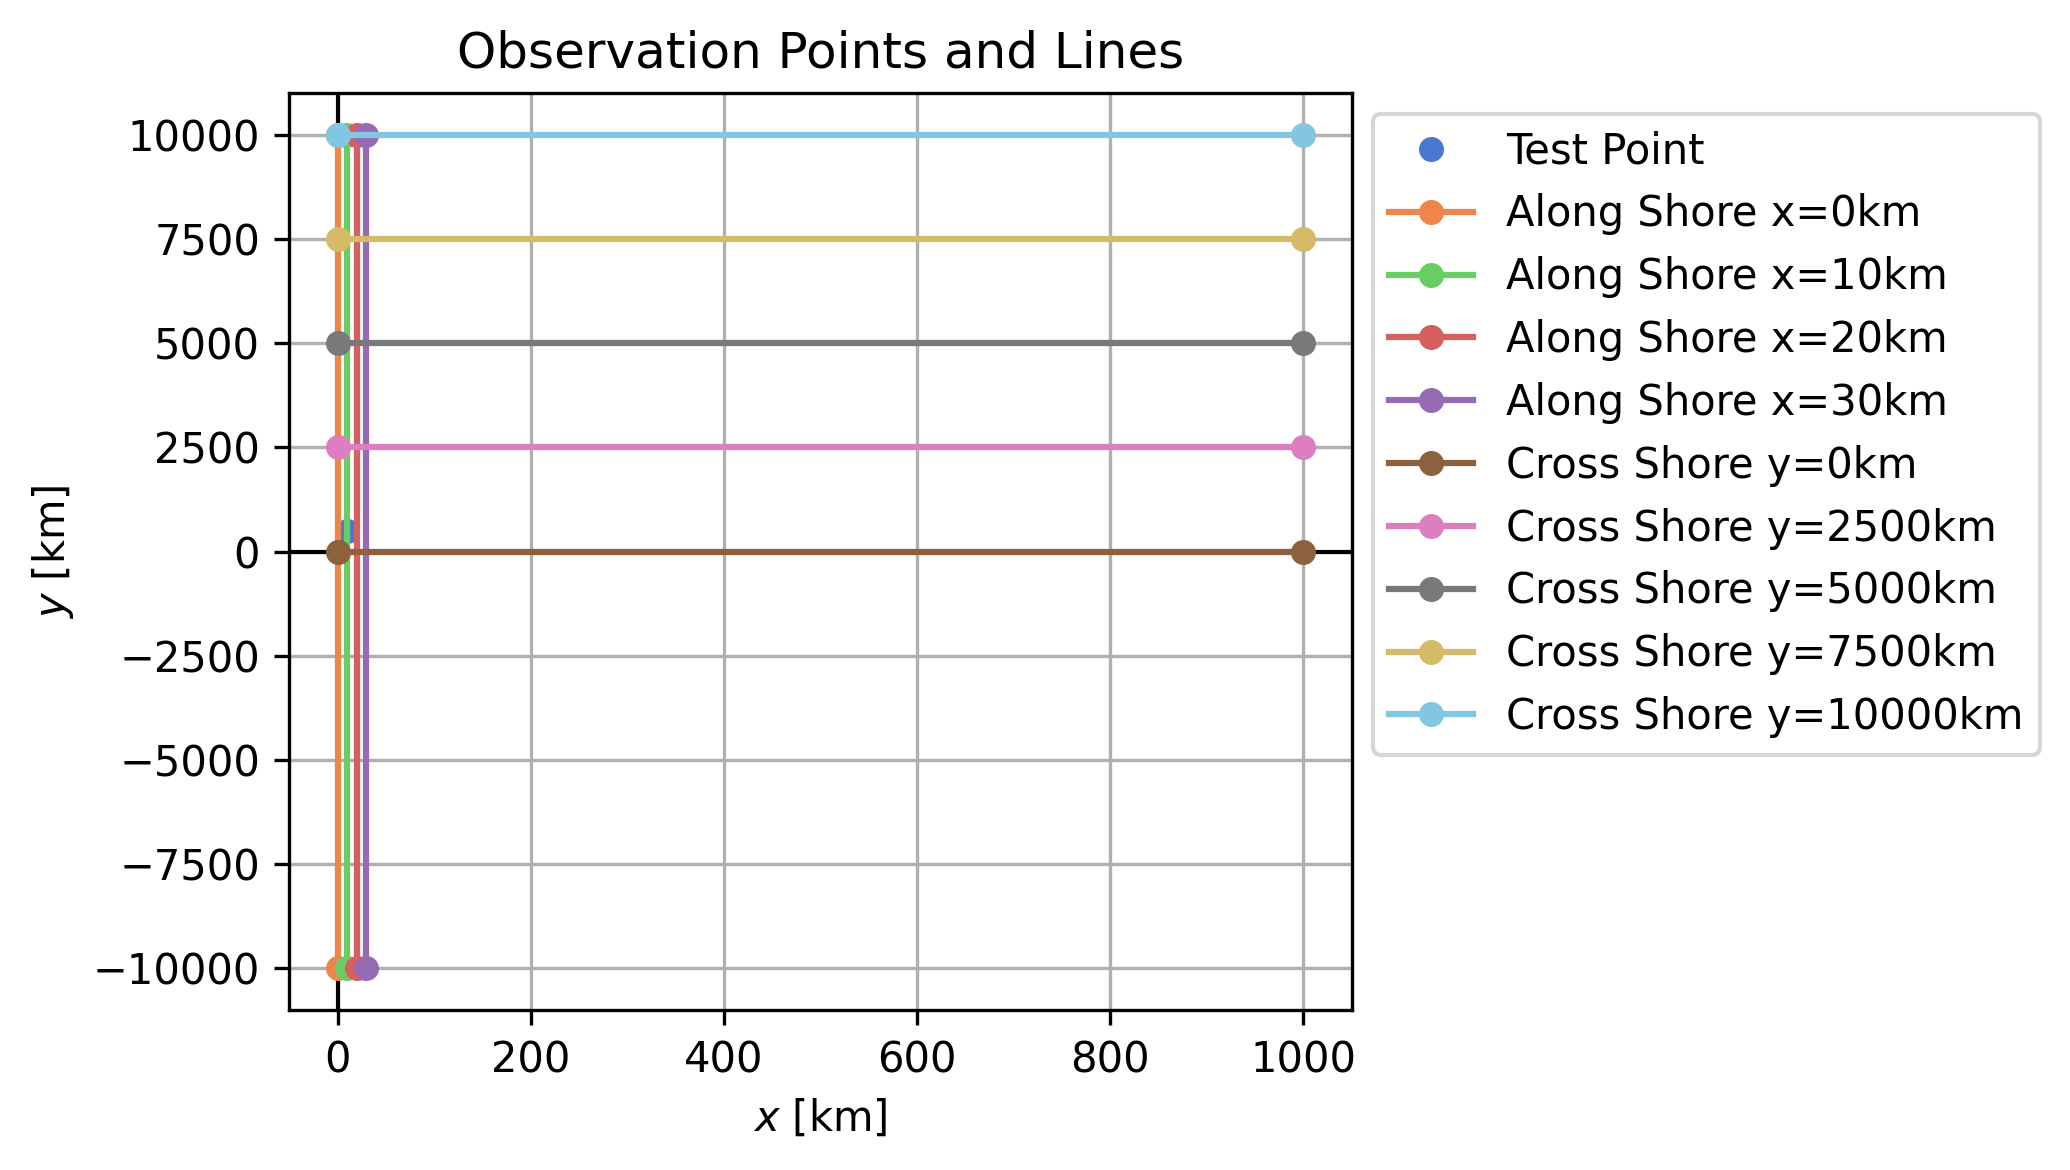 Observation Points and Lines
10000
7500
5000
2500
0
−2500
−5000
−7500
−10000
y [km]
0 200 400 600 800 1000
x [km]
Test Point
Along Shore x=0km
Along Shore x=10km
Along Shore x=20km
Along Shore x=30km
Cross Shore y=0km
Cross Shore y=2500km
Cross Shore y=5000km
Cross Shore y=7500km
Cross Shore y=10000km